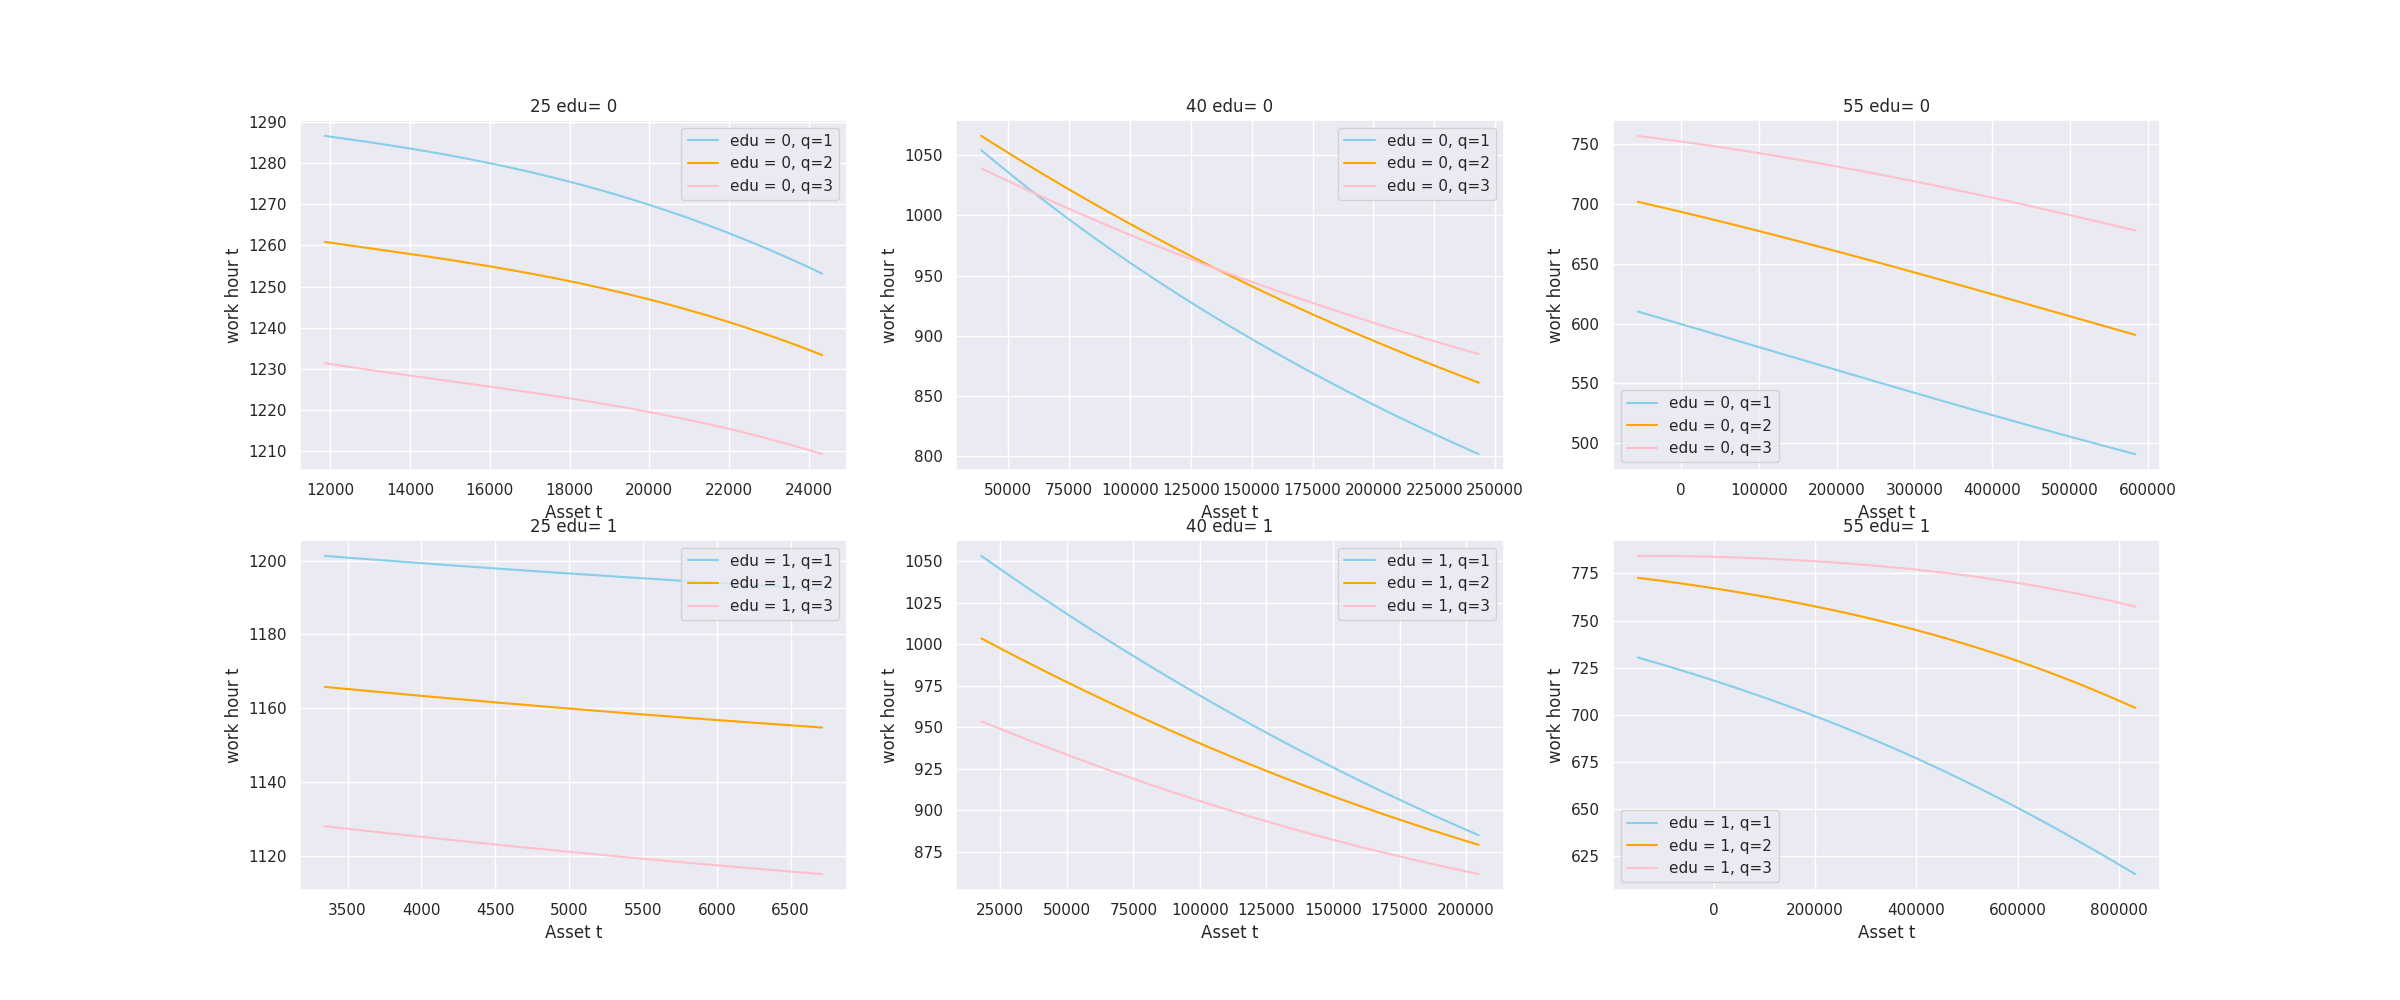 25 edu= 0
work hour t
1290
1280
1270
1260
1250
1240
1230
1220
1210
edu = 0, q=1
edu = 0, q=2
edu = 0, q=3
12000 14000 16000 18000 20000 22000 24000
Asset t
40 edu= 0
work hour t
1050
1000
950
900
850
800
edu = 0, q=1
edu = 0, q=2
edu = 0, q=3
50000 75000 100000 125000 150000 175000 200000 225000 250000
Asset t
55 edu= 0
work hour t
750
700
650
600
550
500
edu = 0, q=1
edu = 0, q=2
edu = 0, q=3
0 100000 200000 300000 400000 500000 600000
Asset t
25 edu= 1
work hour t
1200
1180
1160
1140
1120
edu = 1, q=1
edu = 1, q=2
edu = 1, q=3
3500 4000 4500 5000 5500 6000 6500
Asset t
40 edu= 1
work hour t
1050
1025
1000
975
950
925
900
875
edu = 1, q=1
edu = 1, q=2
edu = 1, q=3
25000 50000 75000 100000 125000 150000 175000 200000
Asset t
55 edu= 1
work hour t
775
750
725
700
675
650
625
edu = 1, q=1
edu = 1, q=2
edu = 1, q=3
0 200000 400000 600000 800000
Asset t